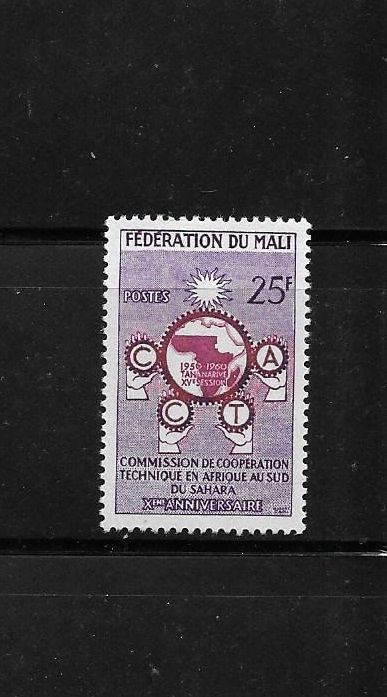 FÉDÉRATION DU MALI
POSTES
25F
C
C
T
A
1950-1960
TANANARIVE
XVE SESSION
COMMISSION DE COOPÉRATION
TECHNIQUE EN AFRIQUE AU SUD
DU SAHARA
XÈME ANNIVERSAIRE